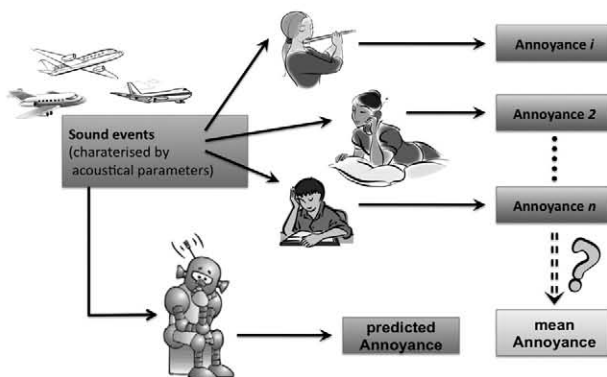 Annoyance i
Sound events
(charaterised by
acoustical parameters)
Annoyance 2
Annoyance n
?
predicted
Annoyance
mean
Annoyance